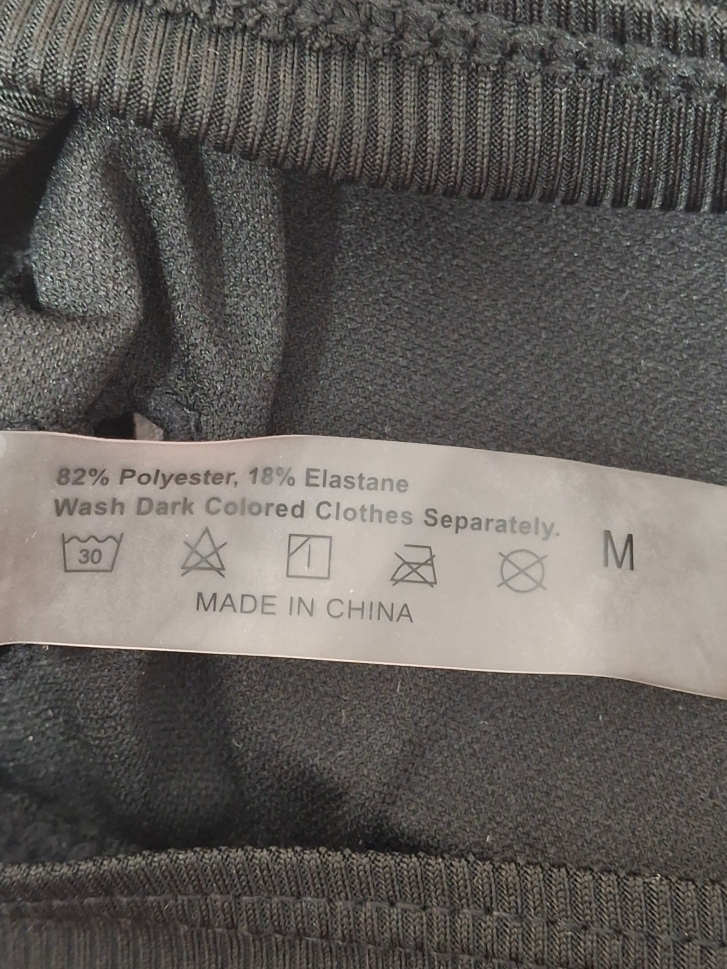 82% Polyester, 18% Elastane
Wash Dark Colored Clothes Separately.
30
M
MADE IN CHINA